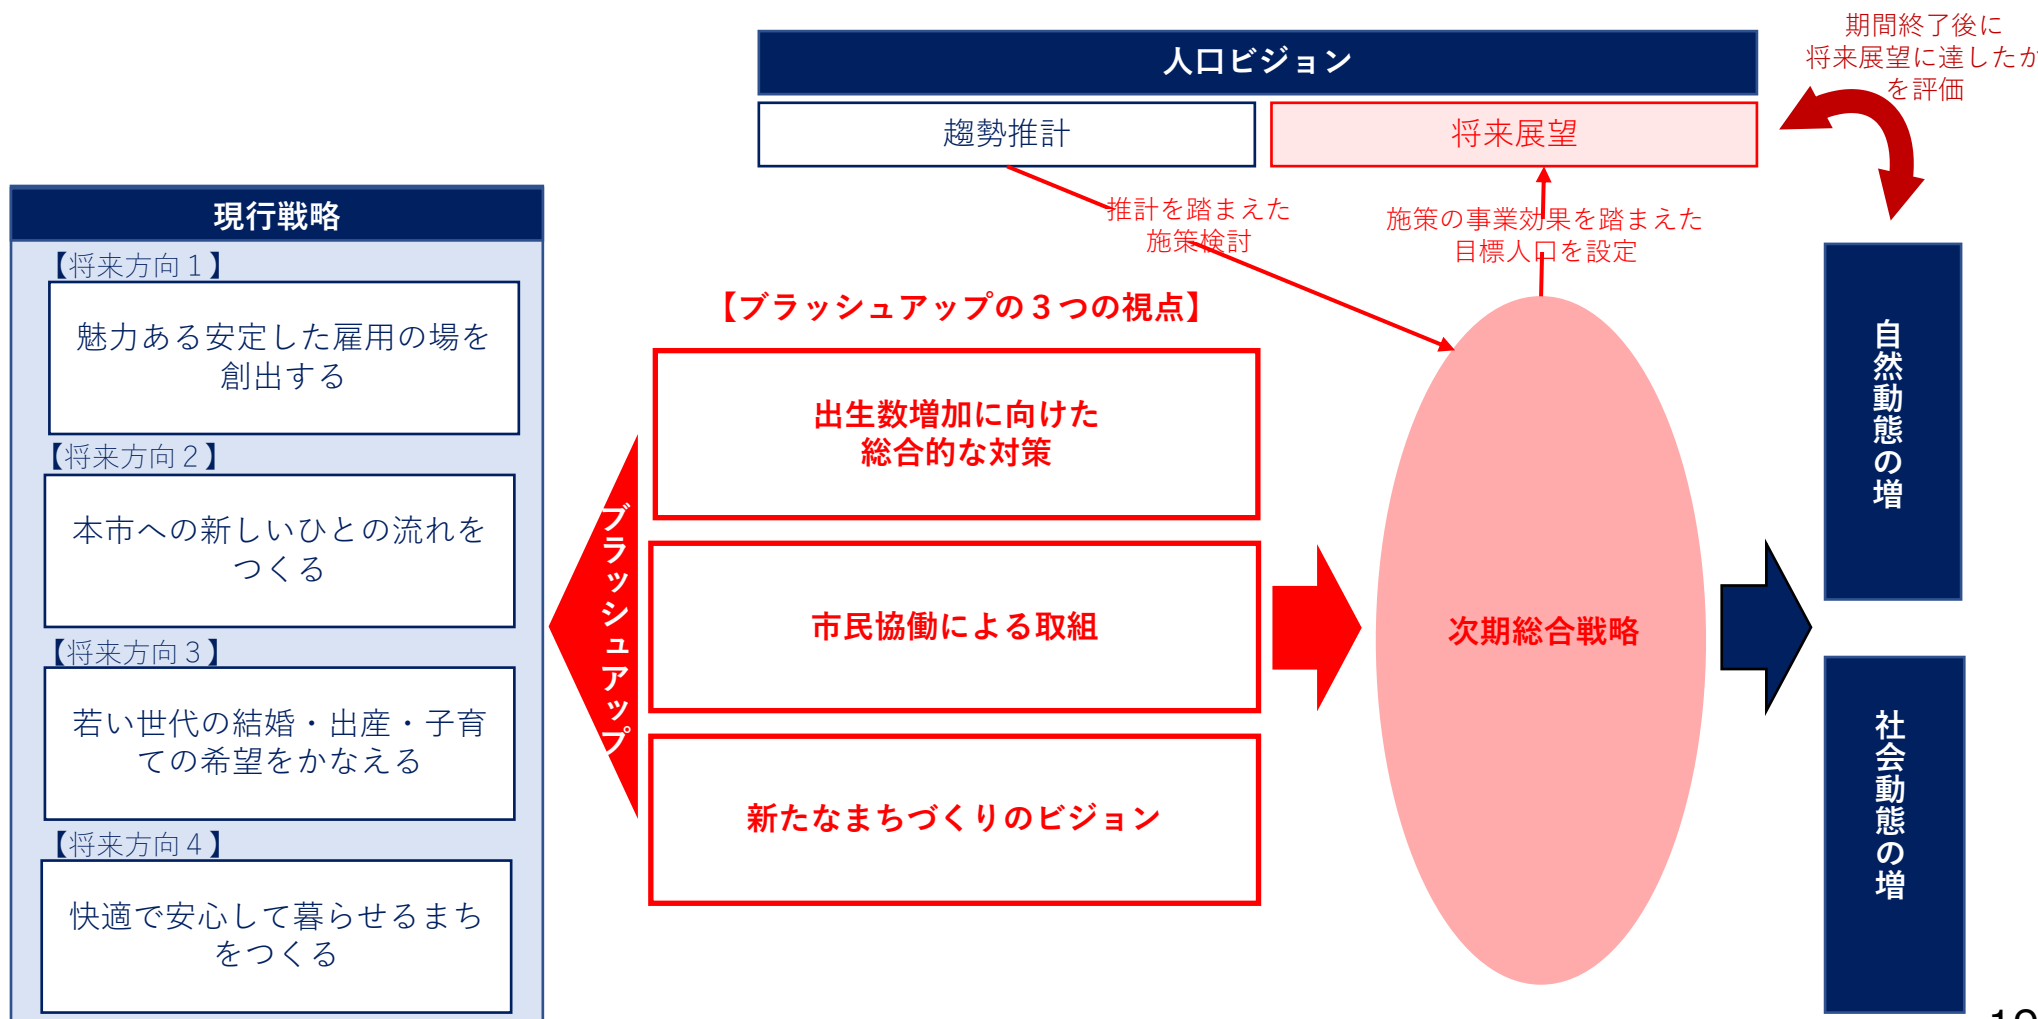 人口ビジョン
期間終了後に
将来展望に達したか
を評価
趨勢推計
将来展望
推計を踏まえた
施策検討
施策の事業効果を踏まえた
目標人口を設定
現行戦略
【将来方向１】
魅力ある安定した雇用の場を
創出する
【将来方向２】
本市への新しいひとの流れを
つくる
【将来方向３】
若い世代の結婚・出産・子育
ての希望をかなえる
【将来方向４】
快適で安心して暮らせるまち
をつくる
ブラッシュアップ
【ブラッシュアップの３つの視点】
出生数増加に向けた
総合的な対策
市民協働による取組
新たなまちづくりのビジョン
次期総合戦略
自然動態の増
社会動態の増